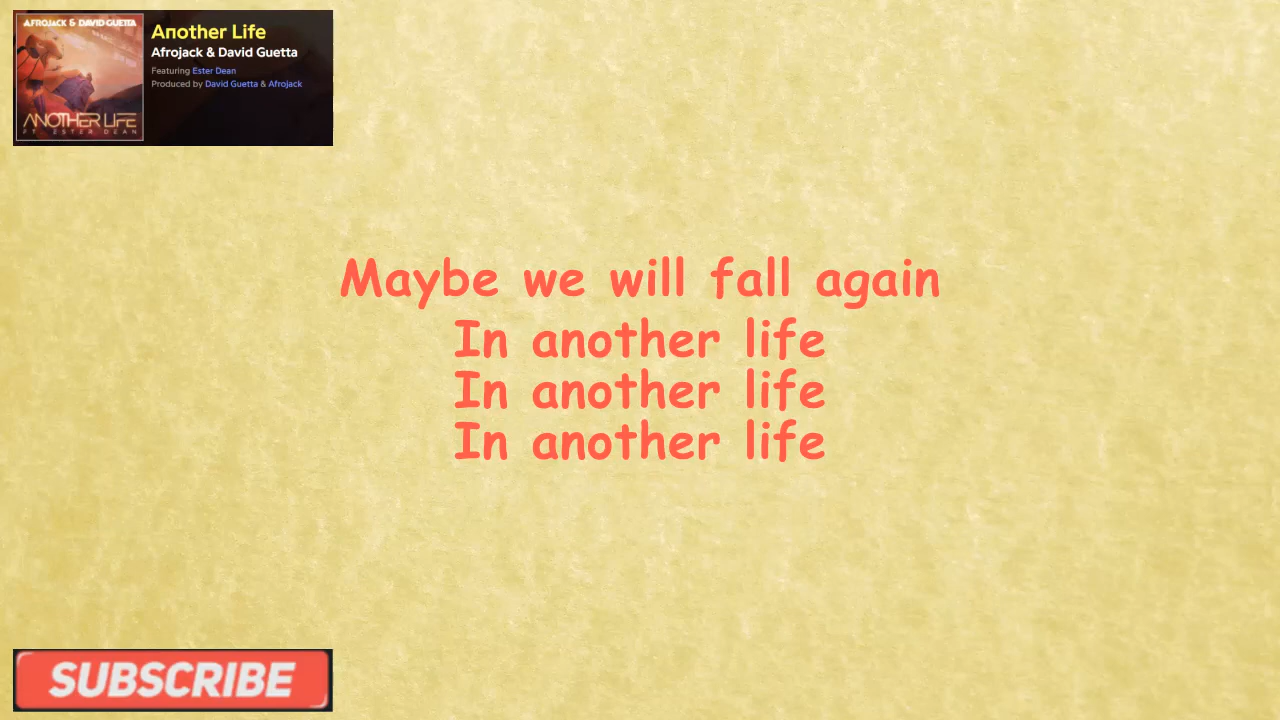 AFROJACK & DAVID GUETTA
Another Life
Afrojack & David Guetta
Featuring Ester Dean
Produced by David Guetta & Afrojack
ANOTHER LIFE
FT. ESTER DEAN
Maybe we will fall again
In another life
In another life
In another life
SUBSCRIBE